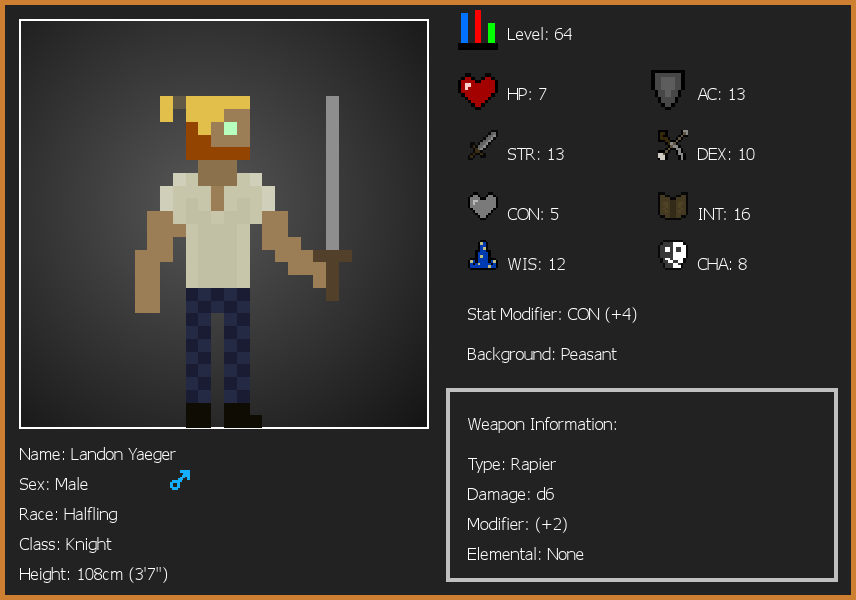 Level: 64
HP: 7
AC: 13
STR: 13
DEX: 10
CON: 5
INT: 16
WIS: 12
CHA: 8
Stat Modifier: CON (+4)
Background: Peasant
Weapon Information:
Type: Rapier
Damage: d6
Modifier: (+2)
Elemental: None
Name: Landon Yaeger
Sex: Male
Race: Halfling
Class: Knight
Height: 108cm (3'7")